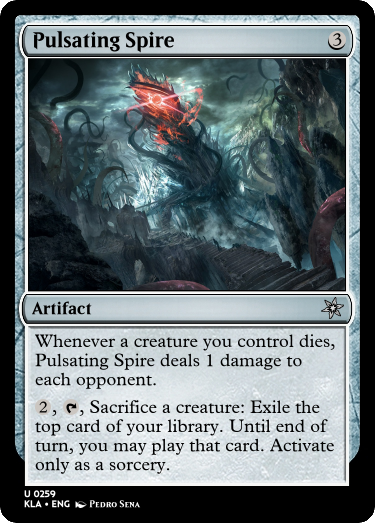 Pulsating Spire 3
Artifact
Whenever a creature you control dies,
Pulsating Spire deals 1 damage to
each opponent.
2, , Sacrifice a creature: Exile the
top card of your library. Until end of
turn, you may play that card. Activate
only as a sorcery.
U 0259
KLA • ENG Pedro Sena